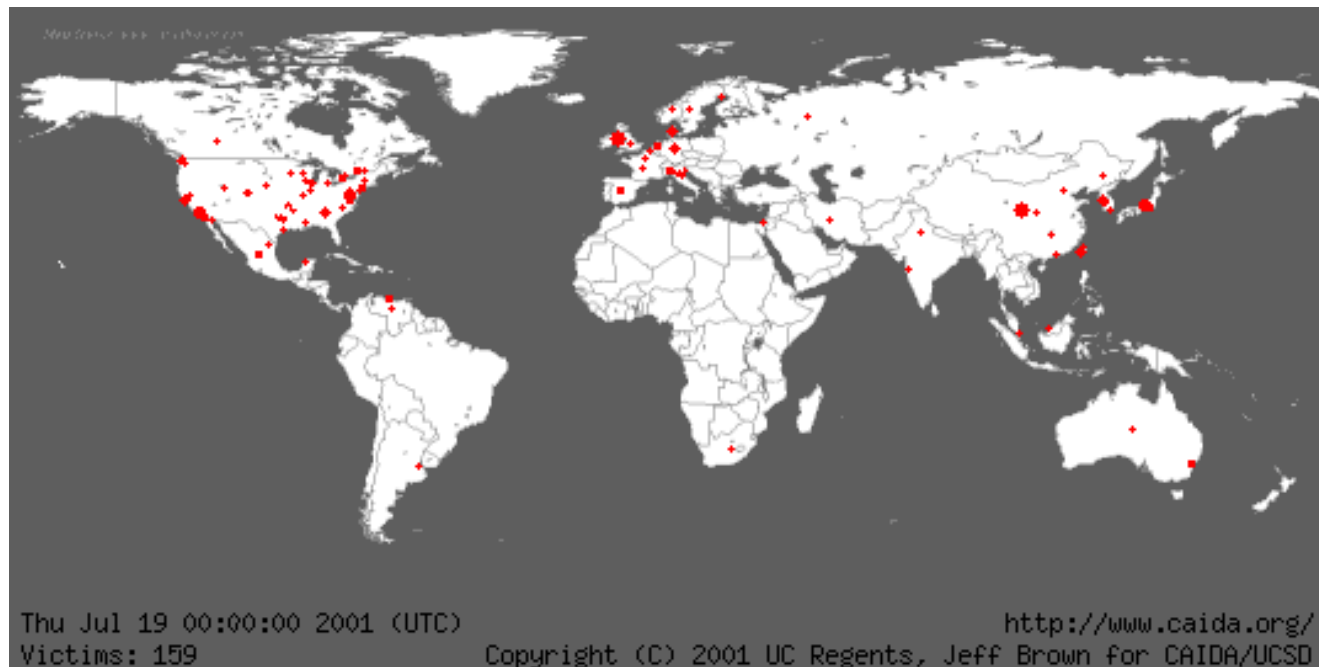 Thu Jul 19 00:00:00 2001 (UTC)
http://www.caida.org/
Victims: 159
Copyright (C) 2001 UC Regents, Jeff Brown for CAIDA/UCSD